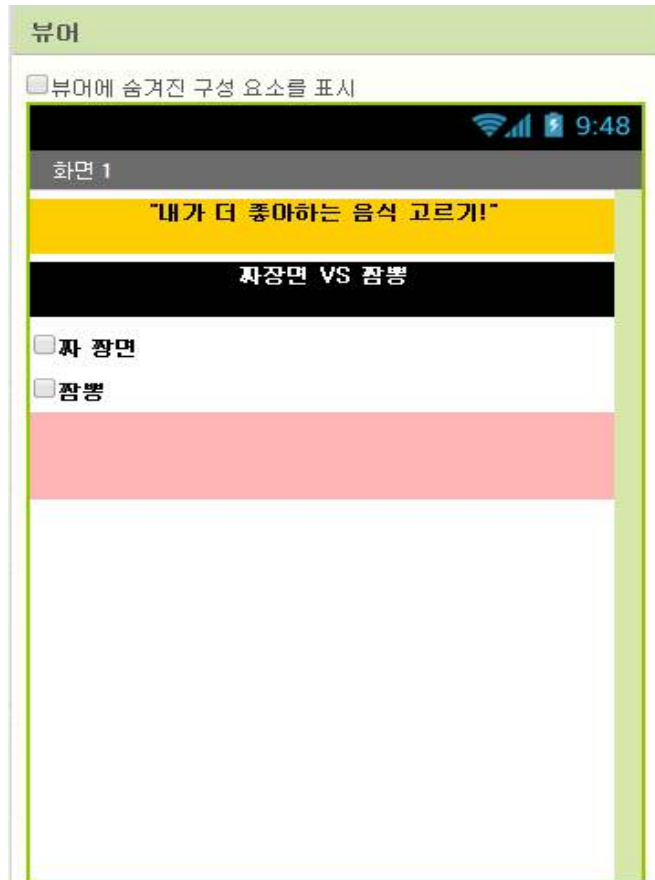 뷰어
뷰어에 숨겨진 구성 요소를 표시
9:48
화면 1
"내가 더 좋아하는 음식 고르기!"
짜장면 VS 짬뽕
짜 짱면
짬뽕